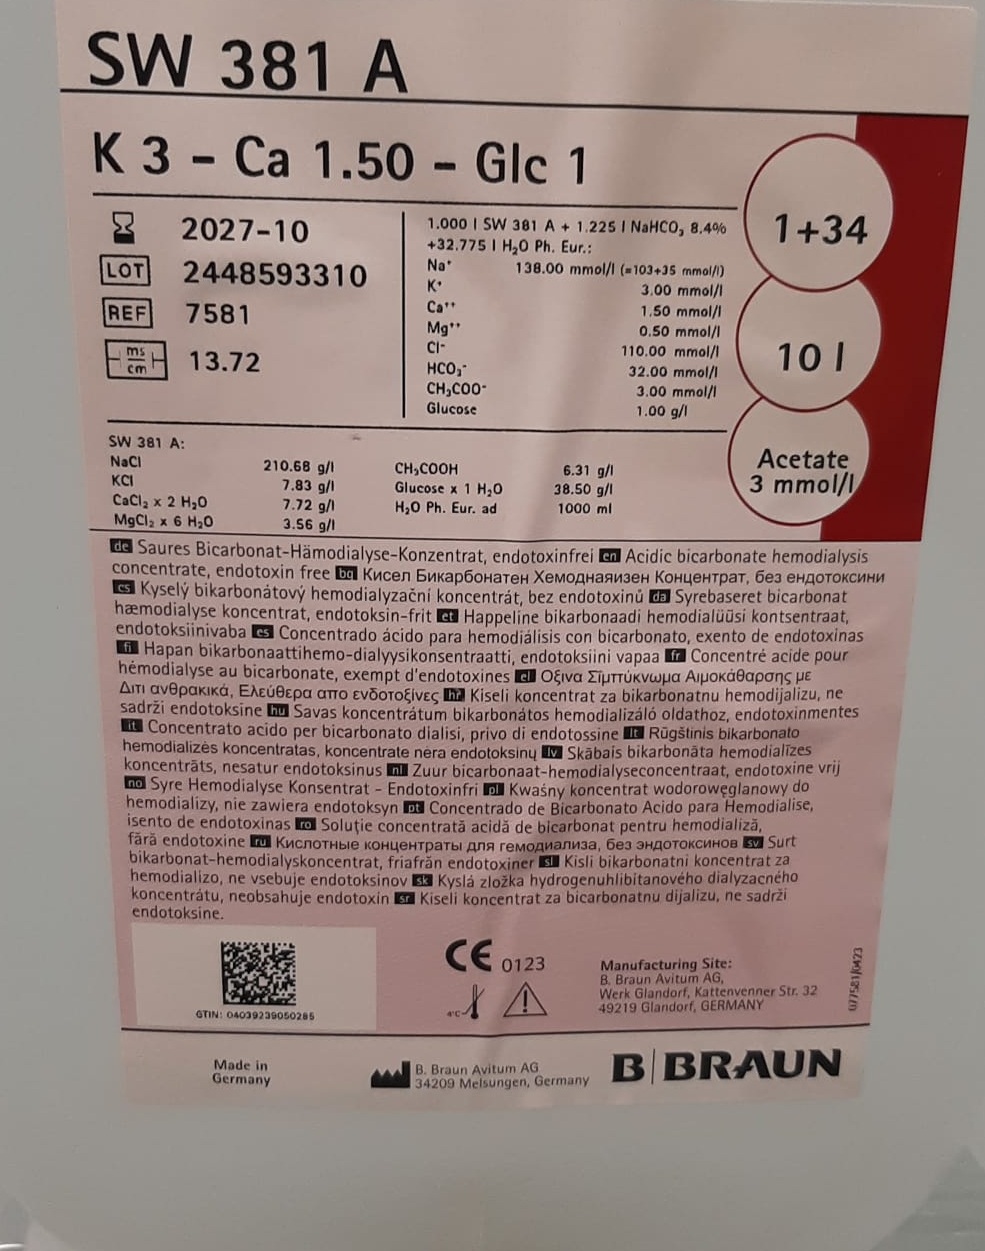 SW 381 A
K 3 - Ca 1.50 - Glc 1
1+34
10 l
Acetate
3 mmol/l
2027-10
LOT 2448593310
REF 7581
ms
cm
13.72
1.000 l SW 381 A + 1.225 l NaHCO₃ 8.4%
+32.775 l H₂O Ph. Eur.:
Na⁺ 138.00 mmol/l (=103+35 mmol/l)
K⁺ 3.00 mmol/l
Ca⁺⁺ 1.50 mmol/l
Mg⁺⁺ 0.50 mmol/l
Cl⁻ 110.00 mmol/l
HCO₃⁻ 32.00 mmol/l
CH₃COO⁻ 3.00 mmol/l
Glucose 1.00 g/l
SW 381 A:
NaCl 210.68 g/l CH₃COOH 6.31 g/l
KCl 7.83 g/l Glucose x 1 H₂O 38.50 g/l
CaCl₂ x 2 H₂O 7.72 g/l H₂O Ph. Eur. ad 1000 ml
MgCl₂ x 6 H₂O 3.56 g/l
de Saures Bicarbonat-Hämodialyse-Konzentrat, endotoxinfrei en Acidic bicarbonate hemodialysis
concentrate, endotoxin free bg Кисел Бикарбонатен Хемоднаяизен Концентрат, без ендотоксини
cs Kyselý bikarbonátový hemodialyzační koncentrát, bez endotoxinů da Syrebaseret bicarbonat
hæmodialyse koncentrat, endotoksin-frit et Happeline bikarbonaadi hemodialüüsi kontsentraat,
endotoksiinivaba es Concentrado ácido para hemodiálisis con bicarbonato, exento de endotoxinas
fi Hapan bikarbonaattihemo-dialyysikonsentraatti, endotoksiini vapaa fr Concentré acide pour
hémodialyse au bicarbonate, exempt d'endotoxines el Οξινα Σϊμπτύκνωμα Αιμοκάθαρσης με
Διττανθρακικά, Ελεύθερα απο ενδοτοξίνες hr Kiseli koncentrat za bikarbonatnu hemodijalizu, ne
sadrži endotoksine hu Savas koncentrátum bikarbonátos hemodializáló oldathoz, endotoxinmentes
it Concentrato acido per bicarbonato dialisi, privo di endotossine lt Rūgštinis bikarbonato
hemodializės koncentratas, koncentrate nėra endotoksinų lv Skābais bikarbonāta hemodialīzes
koncentrāts, nesatur endotoksinus nl Zuur bicarbonaat-hemodialyseconcentraat, endotoxine vrij
no Syre Hemodialyse Konsentrat - Endotoxinfri pl Kwaśny koncentrat wodorowęglanowy do
hemodializy, nie zawiera endotoksyn pt Concentrado de Bicarbonato Acido para Hemodialise,
isento de endotoxinas ro Soluţie concentrată acidă de bicarbonat pentru hemodializă,
fără endotoxine ru Кислотные концентраты для гемодиализа, без эндотоксинов sv Surt
bikarbonat-hemodialyskoncentrat, friafrån endotoxiner sl Kisli bikarbonatni koncentrat za
hemodializo, ne vsebuje endotoksinov sk Kyslá zložka hydrogenuhlibitanového dialyzacného
koncentrátu, neobsahuje endotoxin sr Kiseli koncentrat za bicarbonatnu dijalizu, ne sadrži
endotoksine.
GTIN: 04039239050285
CE 0123
4°C
Manufacturing Site:
B. Braun Avitum AG,
Werk Glandorf, Kattenvenner Str. 32
49219 Glandorf, GERMANY
077581/0423
Made in
Germany
B. Braun Avitum AG
34209 Melsungen, Germany
B|BRAUN